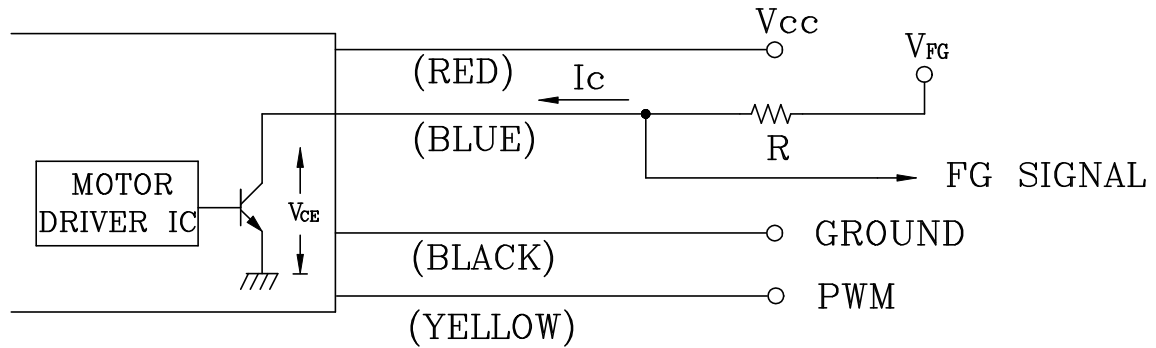 Vcc
VFG
(RED)
Ic
(BLUE)
R
MOTOR
DRIVER IC
VCE
FG SIGNAL
GROUND
(BLACK)
PWM
(YELLOW)